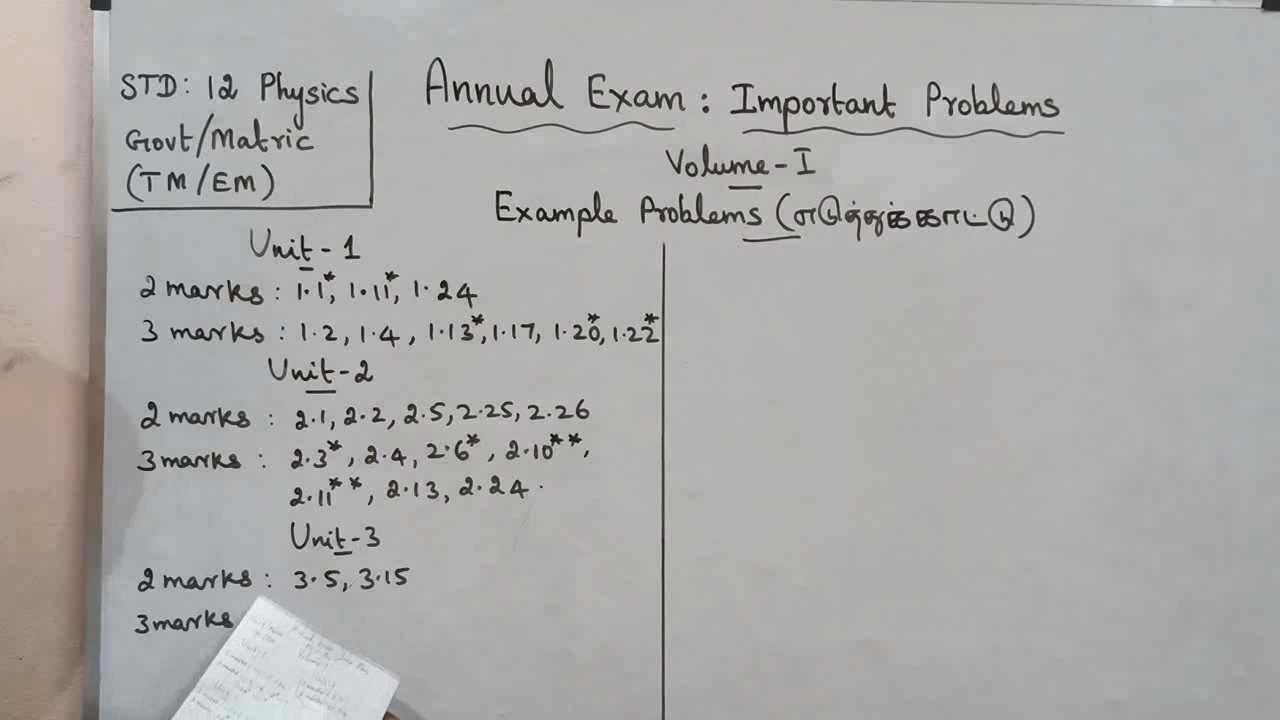 STD: 12 Physics
Govt/Matric
(TM/EM)
Annual Exam: Important Problems
Volume-I
Example Problems (எடுத்துக்காட்டு)
Unit-1
2 marks: 1.1*, 1.11*, 1.24
3 marks: 1.2, 1.4, 1.13*, 1.17, 1.20*, 1.22*
Unit-2
2 marks: 2.1, 2.2, 2.5, 2.25, 2.26
3 marks: 2.3*, 2.4, 2.6*, 2.10**,
2.11**, 2.13, 2.24.
Unit-3
2 marks: 3.5, 3.15
3 marks